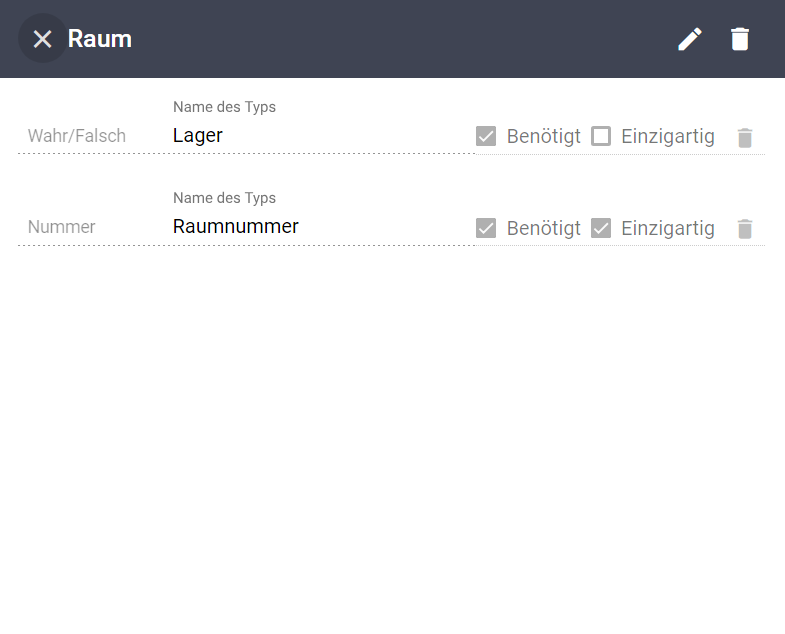 Raum
Name des Typs
Wahr/Falsch Lager Benötigt Einzigartig
Name des Typs
Nummer Raumnummer Benötigt Einzigartig